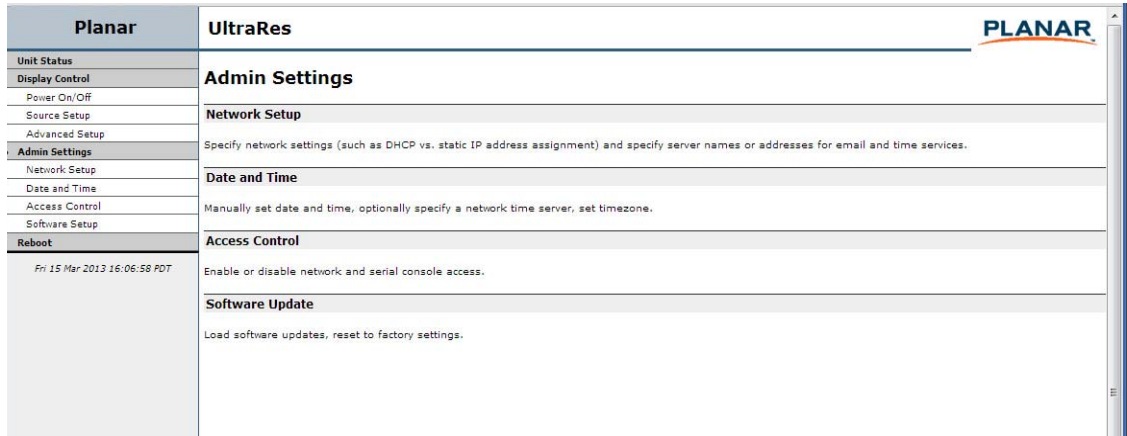 Planar
UltraRes
PLANAR
Unit Status
Display Control
Power On/Off
Source Setup
Advanced Setup
Admin Settings
Network Setup
Date and Time
Access Control
Software Setup
Reboot
Fri 15 Mar 2013 16:06:58 PDT
Admin Settings
Network Setup
Specify network settings (such as DHCP vs. static IP address assignment) and specify server names or addresses for email and time services.
Date and Time
Manually set date and time, optionally specify a network time server, set timezone.
Access Control
Enable or disable network and serial console access.
Software Update
Load software updates, reset to factory settings.